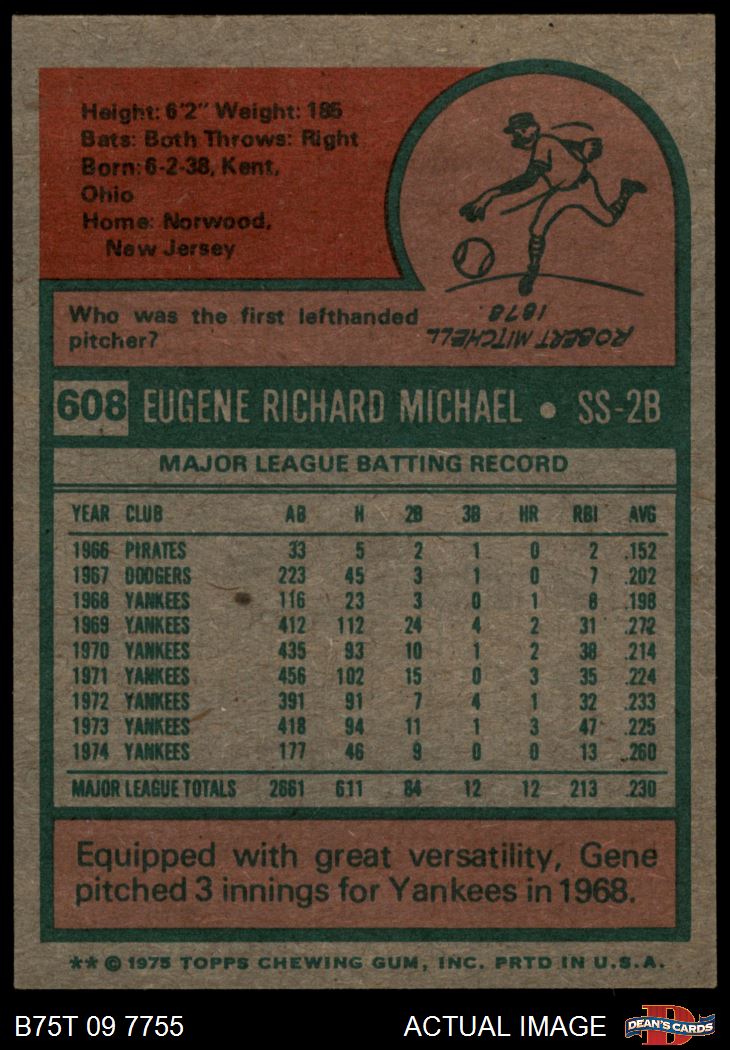 Height: 6'2" Weight: 185
Bats: Both Throws: Right
Born: 6-2-38, Kent,
Ohio
Home: Norwood,
New Jersey
Who was the first lefthanded
pitcher?
ROBERT MITCHELL
1878.
608 EUGENE RICHARD MICHAEL • SS-2B
MAJOR LEAGUE BATTING RECORD
YEAR CLUB AB H 2B 3B HR RBI AVG
1966 PIRATES 33 5 2 1 0 2 .152
1967 DODGERS 223 45 3 1 0 7 .202
1968 YANKEES 116 23 3 0 1 8 .198
1969 YANKEES 412 112 24 4 2 31 .272
1970 YANKEES 435 93 10 1 2 38 .214
1971 YANKEES 456 102 15 0 3 35 .224
1972 YANKEES 391 91 7 4 1 32 .233
1973 YANKEES 418 94 11 1 3 47 .225
1974 YANKEES 177 46 9 0 0 13 .260
MAJOR LEAGUE TOTALS 2661 611 84 12 12 213 .230
Equipped with great versatility, Gene
pitched 3 innings for Yankees in 1968.
** © 1975 TOPPS CHEWING GUM, INC. PRTD IN U.S.A.
B75T 09 7755 ACTUAL IMAGE DEAN'S CARDS